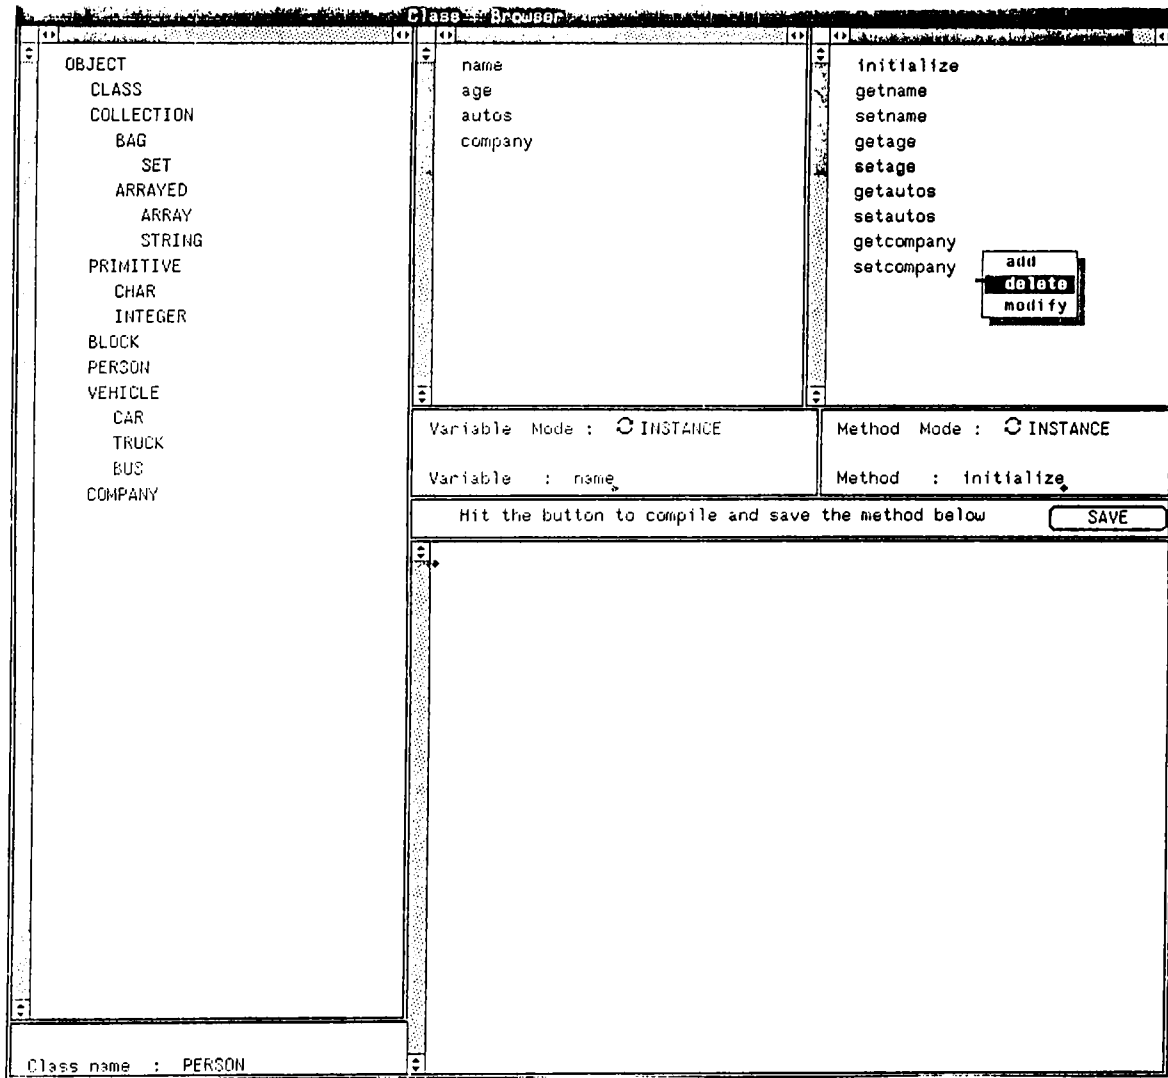 Class - Browser
OBJECT
CLASS
COLLECTION
BAG
SET
ARRAYED
ARRAY
STRING
PRIMITIVE
CHAR
INTEGER
BLOCK
PERSON
VEHICLE
CAR
TRUCK
BUS
COMPANY
Class name : PERSON
name
age
autos
company
Variable Mode : INSTANCE
Variable : name
initialize
getname
setname
getage
setage
getautos
setautos
getcompany
setcompany
add
delete
modify
Method Mode : INSTANCE
Method : initialize
Hit the button to compile and save the method below SAVE